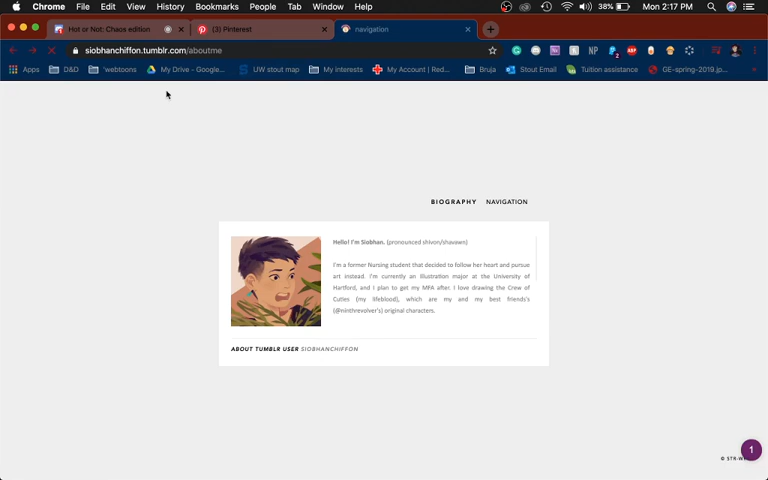 Chrome File Edit View History Bookmarks People Tab Window Help 38% Mon 2:17 PM
Hot or Not: Chaos edition (3) Pinterest navigation
siobhanchiffon.tumblr.com/aboutme
Apps D&D 'webtoons My Drive - Google... UW stout map My interests My Account | Red... Bruja Stout Email Tuition assistance GE-spring-2019.jp...
BIOGRAPHY NAVIGATION
Hello! I'm Siobhan. (pronounced shivon/shavawn)
I'm a former Nursing student that decided to follow her heart and pursue
art instead. I'm currently an Illustration major at the University of
Hartford, and I plan to get my MFA after. I love drawing the Crew of
Cuties (my lifeblood), which are my and my best friends's
(@ninthrevolver's) original characters.
ABOUT TUMBLR USER SIOBHANCHIFFON
1